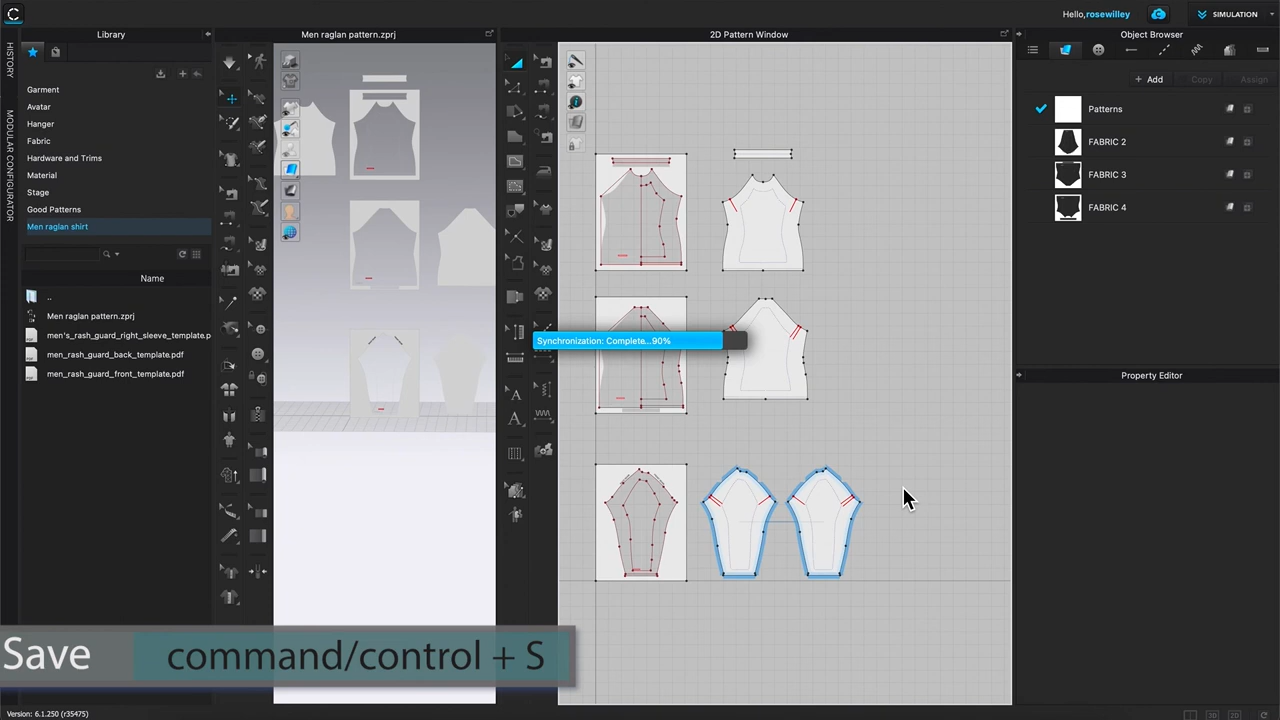 Hello,rosewilley
SIMULATION
Library
Men raglan pattern.zprj
2D Pattern Window
Object Browser
HISTORY
MODULAR CONFIGURATOR
Add
Copy
Assign
Garment
Avatar
Hanger
Fabric
Hardware and Trims
Material
Stage
Good Patterns
Men raglan shirt
Patterns
FABRIC 2
FABRIC 3
FABRIC 4
Name
..
Men raglan pattern.zprj
men's_rash_guard_right_sleeve_template.p
men_rash_guard_back_template.pdf
men_rash_guard_front_template.pdf
Synchronization: Complete...90%
Property Editor
Save command/control + S
Version: 6.1.250 (r35475)
3D
2D